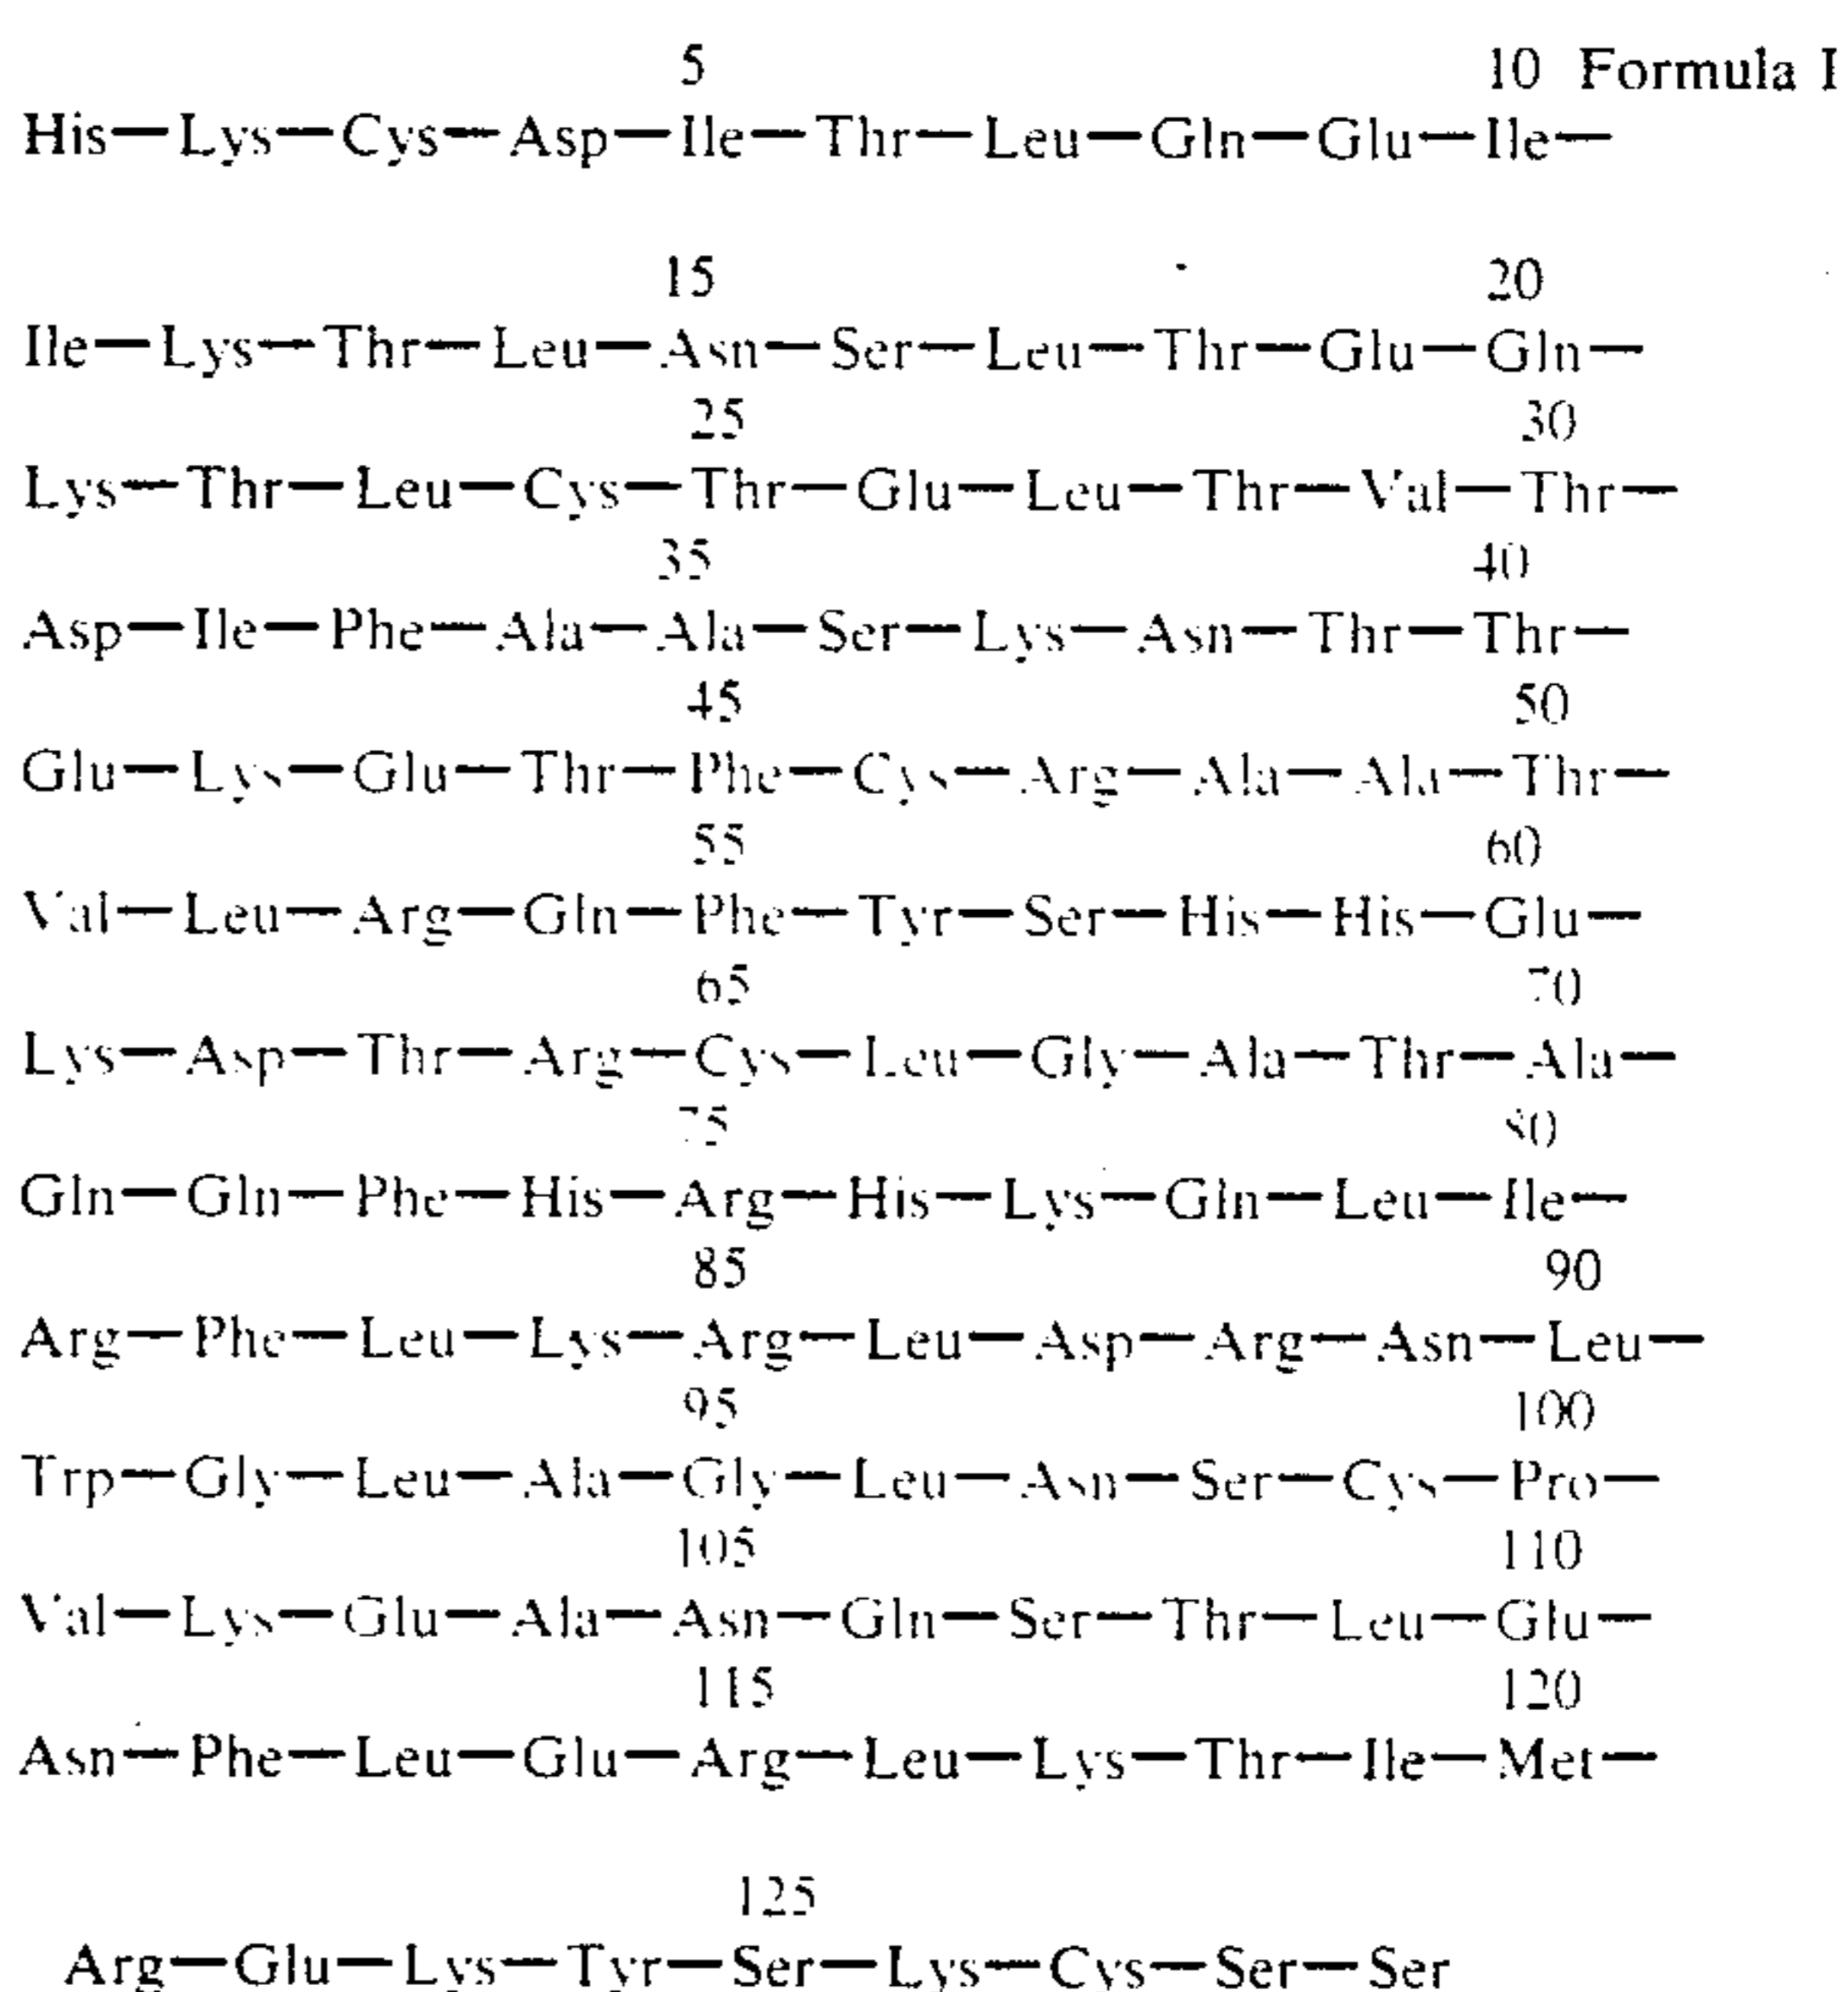 5 10 Formula I
His—Lys—Cys—Asp—Ile—Thr—Leu—Gln—Glu—Ile—
15 20
Ile—Lys—Thr—Leu—Asn—Ser—Leu—Thr—Glu—Gln—
25 30
Lys—Thr—Leu—Cys—Thr—Glu—Leu—Thr—Val—Thr—
35 40
Asp—Ile—Phe—Ala—Ala—Ser—Lys—Asn—Thr—Thr—
45 50
Glu—Lys—Glu—Thr—Phe—Cys—Arg—Ala—Ala—Thr—
55 60
Val—Leu—Arg—Gln—Phe—Tyr—Ser—His—His—Glu—
65 70
Lys—Asp—Thr—Arg—Cys—Leu—Gly—Ala—Thr—Ala—
75 80
Gln—Gln—Phe—His—Arg—His—Lys—Gln—Leu—Ile—
85 90
Arg—Phe—Leu—Lys—Arg—Leu—Asp—Arg—Asn—Leu—
95 100
Trp—Gly—Leu—Ala—Gly—Leu—Asn—Ser—Cys—Pro—
105 110
Val—Lys—Glu—Ala—Asn—Gln—Ser—Thr—Leu—Glu—
115 120
Asn—Phe—Leu—Glu—Arg—Leu—Lys—Thr—Ile—Met—
125
Arg—Glu—Lys—Tyr—Ser—Lys—Cys—Ser—Ser